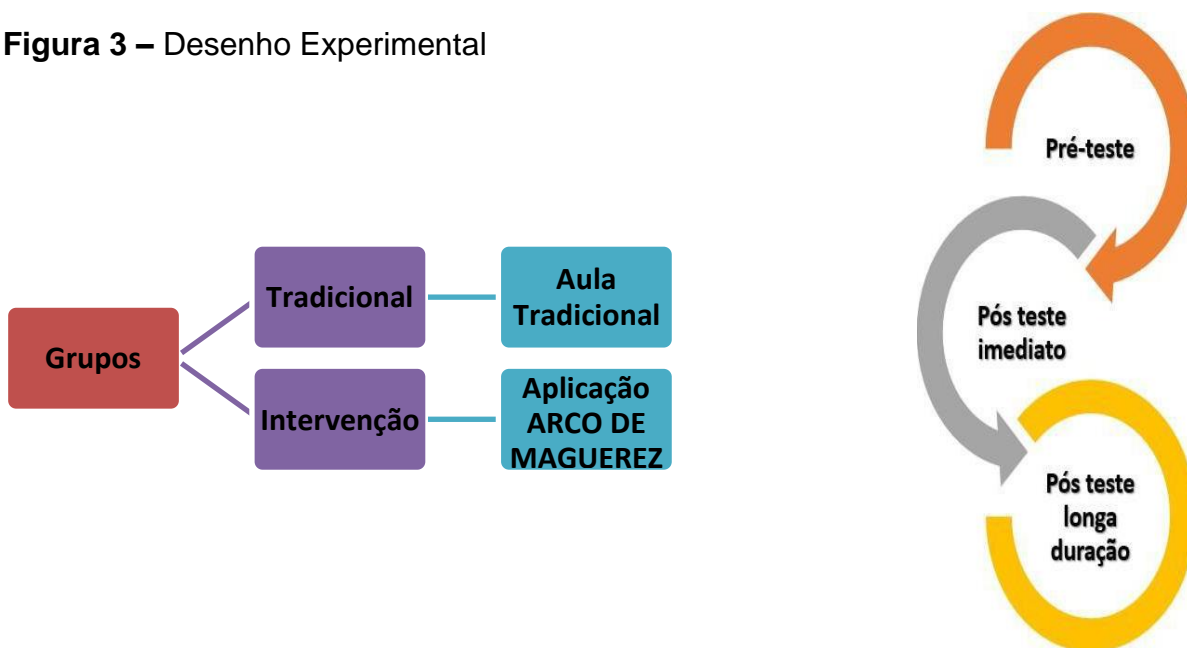 Figura 3 – Desenho Experimental
Grupos
Tradicional
Aula
Tradicional
Intervenção
Aplicação
ARCO DE
MAGUEREZ
Pré-teste
Pós teste
imediato
Pós teste
longa
duração